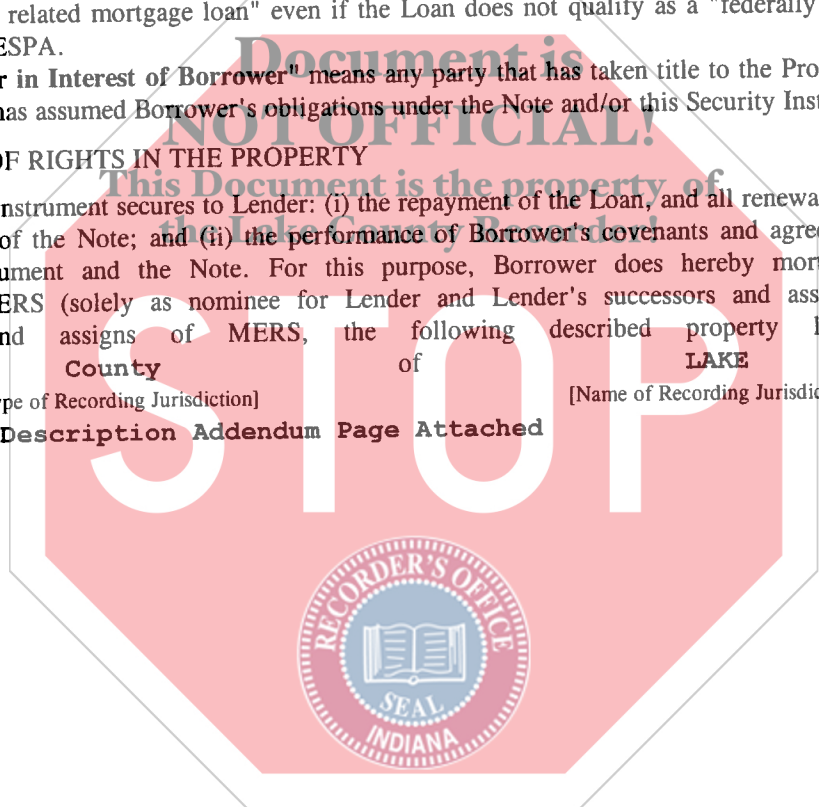 related mortgage loan" even if the Loan does not qualify as a "federally
ESPA.
Document is
r in Interest of Borrower" means any party that has taken title to the Pro
has assumed Borrower's obligations under the Note and/or this Security Inst
NOT OFFICIAL!
OF RIGHTS IN THE PROPERTY
This Document is the property of
nstrument secures to Lender: (i) the repayment of the Loan, and all renewa
the Lake County Recorder!
of the Note; and (ii) the performance of Borrower's covenants and agree
ument and the Note. For this purpose, Borrower does hereby mort
ERS (solely as nominee for Lender and Lender's successors and ass
nd assigns of MERS, the following described property l
County of LAKE
ype of Recording Jurisdiction] [Name of Recording Jurisdic
Description Addendum Page Attached
STOP
RECORDER'S OFFICE
SEAL
INDIANA